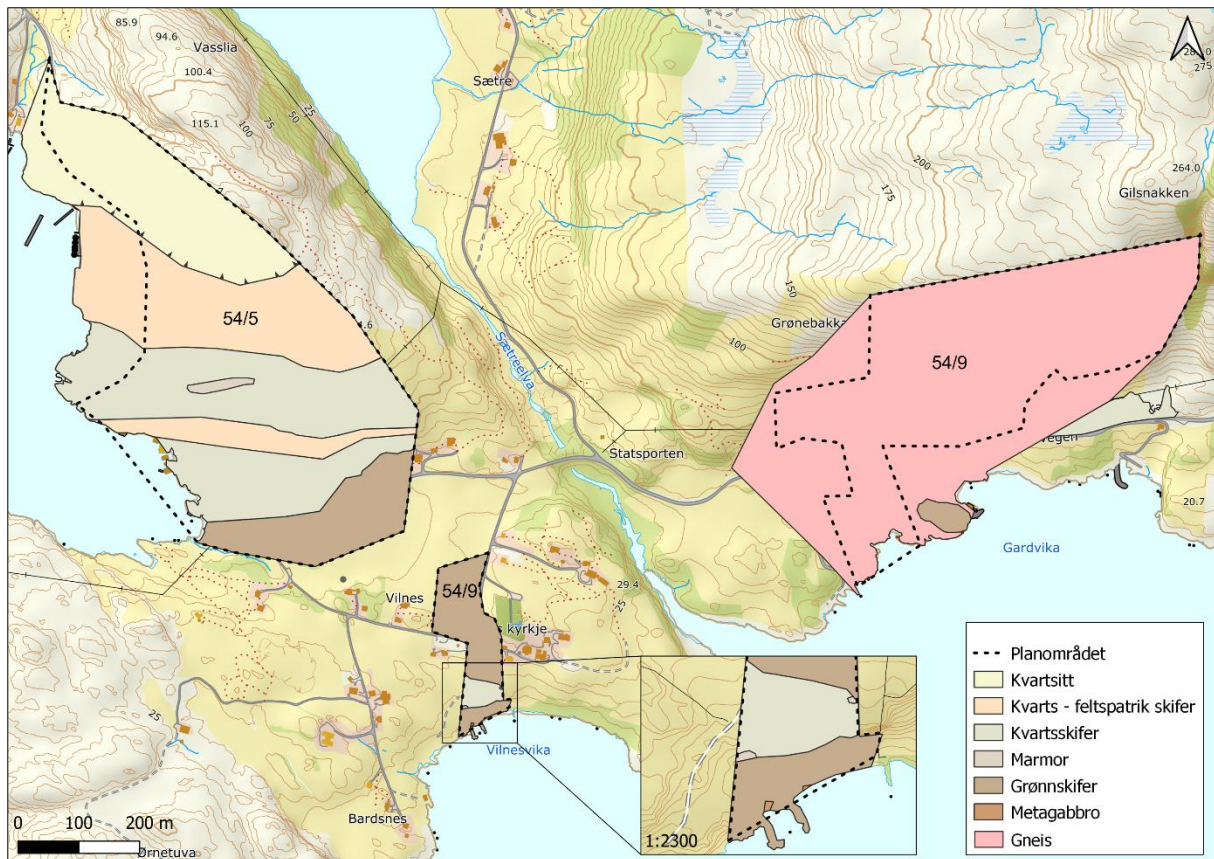 85.9
94.6
Vasslia
100.4
115.1
100
75
50
25
Sætre
200
175
275
264.0
Gilsnakken
150
Grønebakka
100
54/5
54/9
Sætreelva
Statsporten
20.7
Gardvika
Vilnes
54/9
29.4
25
kyrkje
25
Vilnesvika
Bardsnes
0 100 200 m
1:2300
Planområdet
Kvartsitt
Kvarts - feltspatrik skifer
Kvartsskifer
Marmor
Grønnskifer
Metagabbro
Gneis